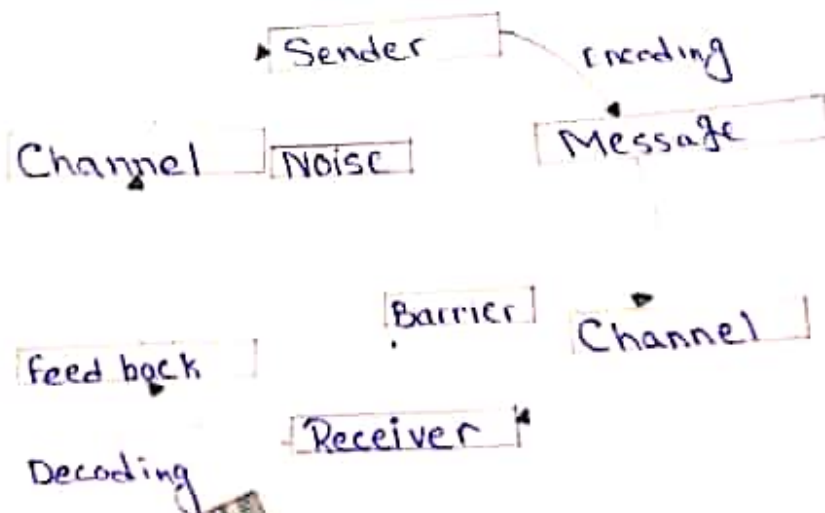 Sender
Encoding
Channel
Noise
Message
Barrier
Channel
feed back
Receiver
Decoding